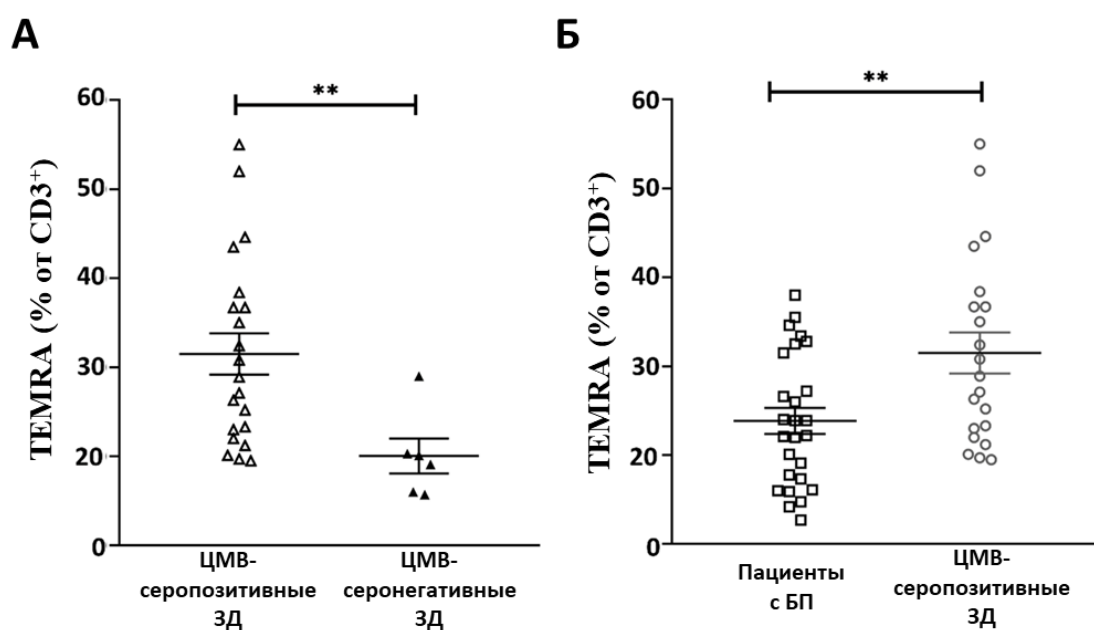 А
**
TEMRA (% от CD3⁺)
60
50
40
30
20
10
0
ЦМВ-
серопозитивные
ЗД
ЦМВ-
серонегативные
ЗД
Б
**
TEMRA (% от CD3⁺)
60
50
40
30
20
10
0
Пациенты
с БП
ЦМВ-
серопозитивные
ЗД